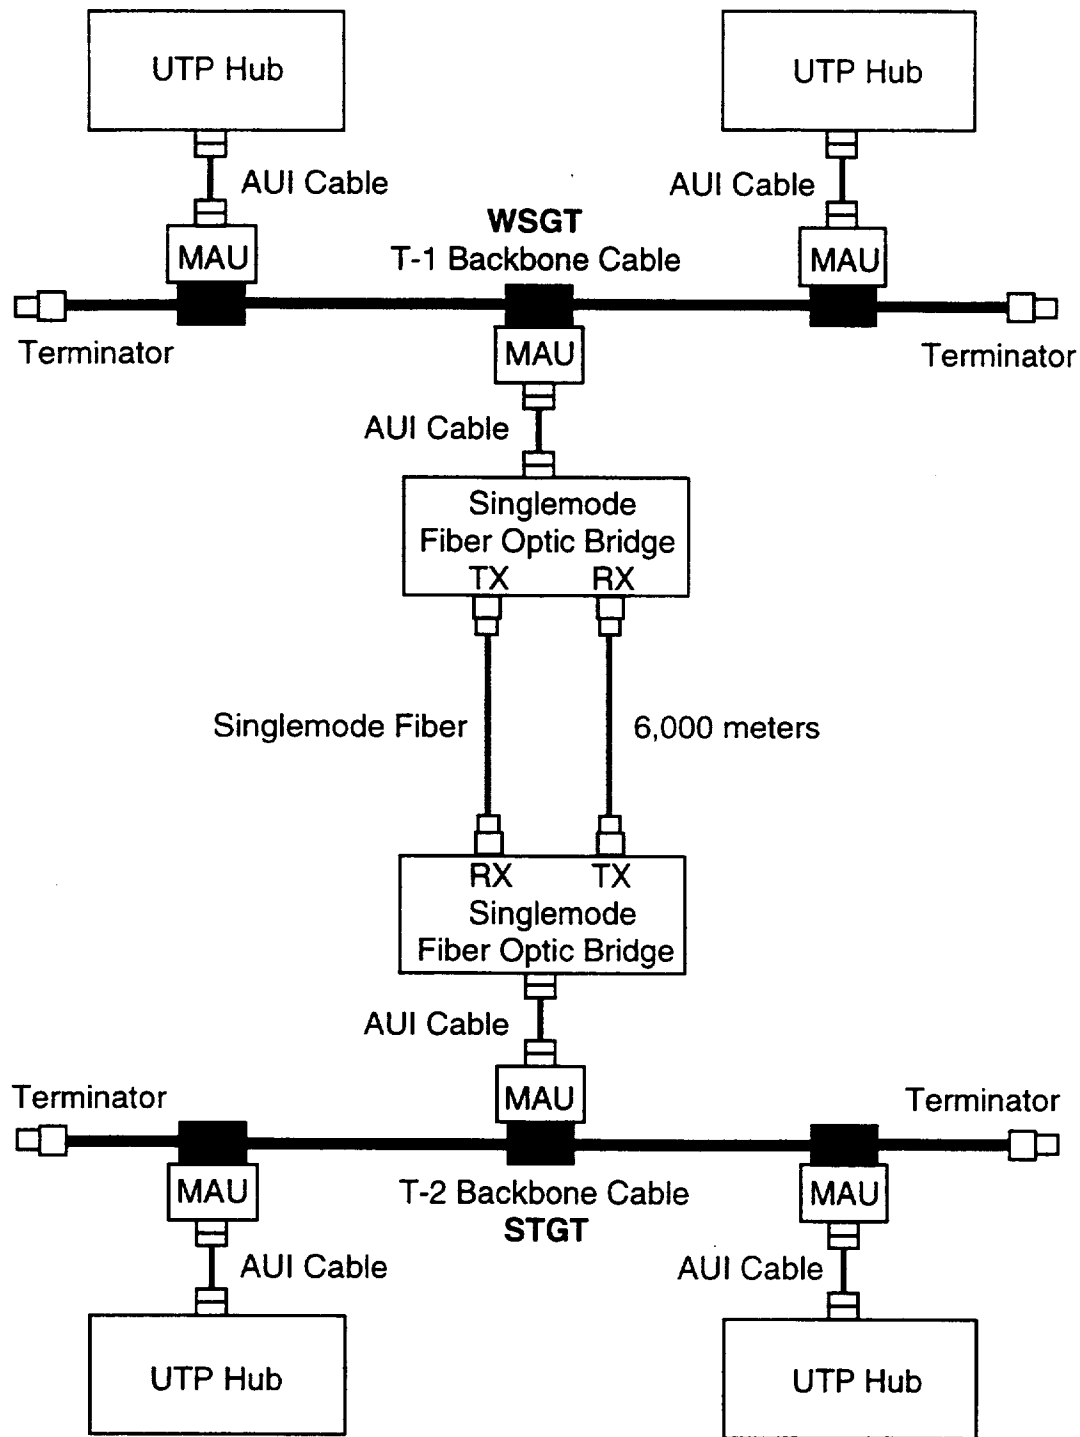 UTP Hub
UTP Hub
AUI Cable
AUI Cable
WSGT
MAU
T-1 Backbone Cable
MAU
Terminator
MAU
Terminator
AUI Cable
Singlemode
Fiber Optic Bridge
TX RX
Singlemode Fiber
6,000 meters
RX TX
Singlemode
Fiber Optic Bridge
AUI Cable
Terminator
MAU
Terminator
MAU
T-2 Backbone Cable
MAU
STGT
AUI Cable
AUI Cable
UTP Hub
UTP Hub